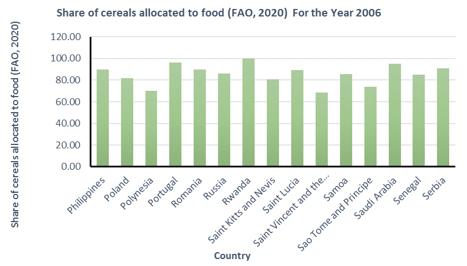 Share of cereals allocated to food (FAO, 2020)  For the Year 2006
Share of cereals allocated to food (FAO, 2020)
120.00
100.00
80.00
60.00
40.00
20.00
0.00
Philippines
Poland
Polynesia
Portugal
Romania
Russia
Rwanda
Saint Kitts and Nevis
Saint Lucia
Saint Vincent and the...
Samoa
Sao Tome and Principe
Saudi Arabia
Senegal
Serbia
Country